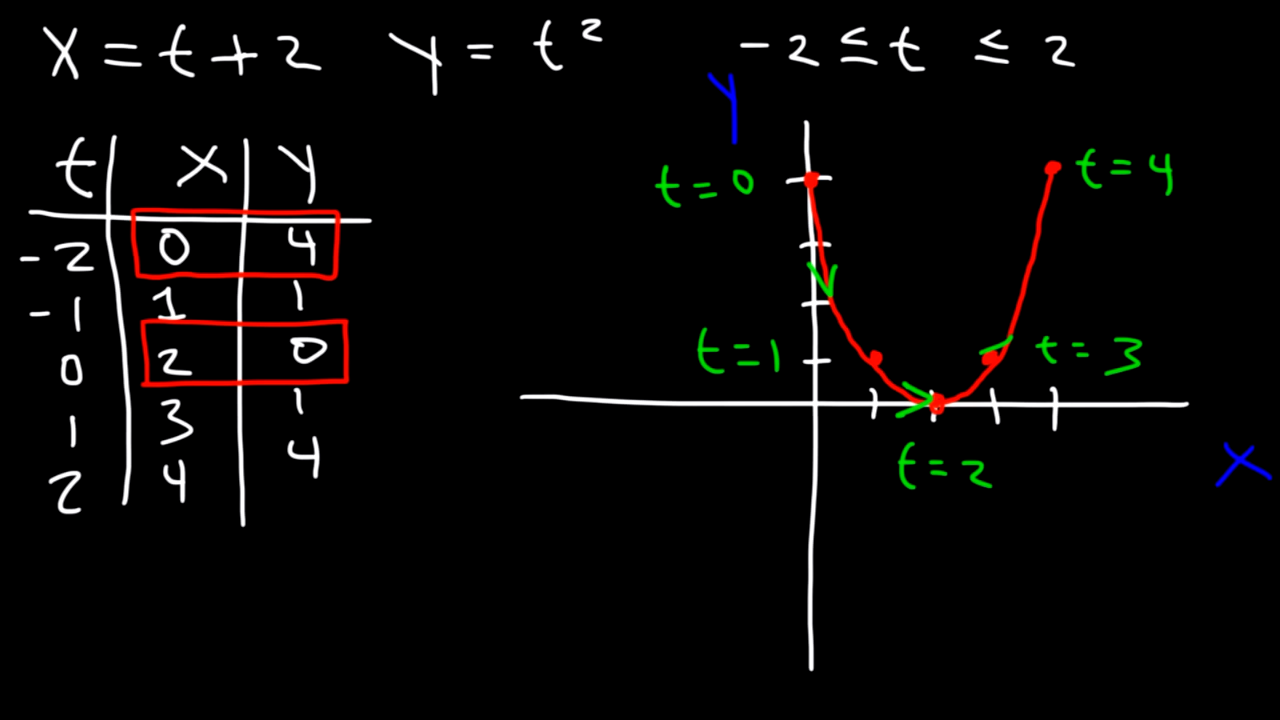 x = t + 2 y = t² -2 ≤ t ≤ 2
t x y
-2 0 4
-1 1 1
0 2 0
1 3 1
2 4 4
y
t = 0
t = 4
t = 1
t = 3
t = 2
x